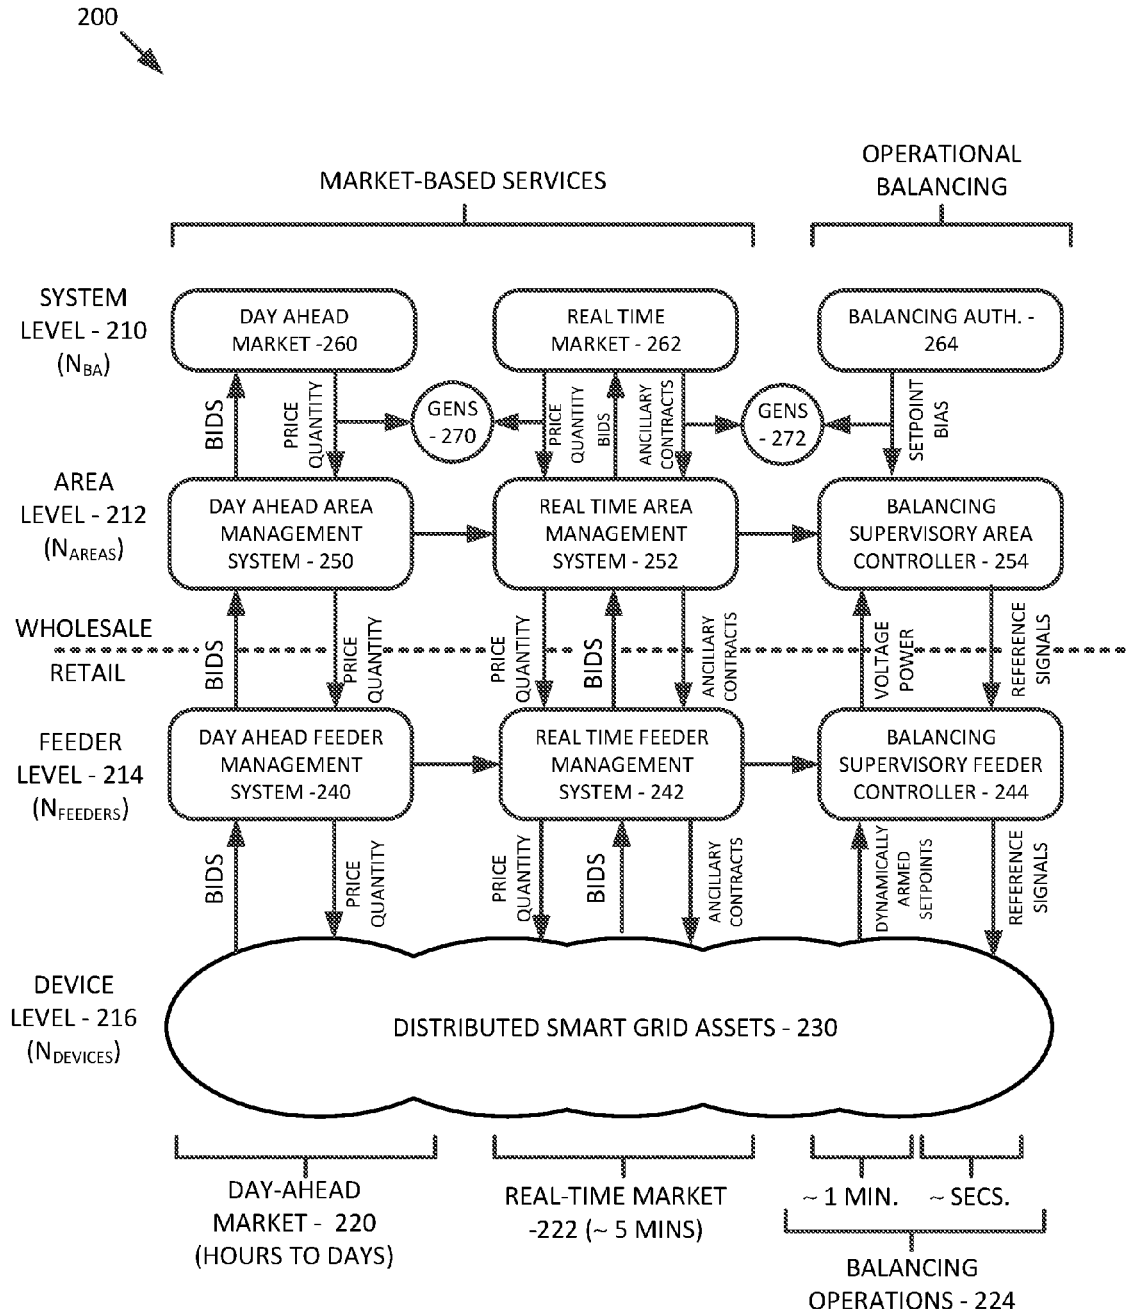 200
MARKET-BASED SERVICES
OPERATIONAL
BALANCING
SYSTEM
LEVEL - 210
(NBA)
DAY AHEAD
MARKET -260
REAL TIME
MARKET - 262
BALANCING AUTH. -
264
BIDS
PRICE
QUANTITY
GENS
- 270
PRICE
QUANTITY
BIDS
ANCILLARY
CONTRACTS
GENS
- 272
SETPOINT
BIAS
AREA
LEVEL - 212
(NAREAS)
DAY AHEAD AREA
MANAGEMENT
SYSTEM - 250
REAL TIME AREA
MANAGEMENT
SYSTEM - 252
BALANCING
SUPERVISORY AREA
CONTROLLER - 254
WHOLESALE
RETAIL
BIDS
PRICE
QUANTITY
PRICE
QUANTITY
BIDS
ANCILLARY
CONTRACTS
VOLTAGE
POWER
REFERENCE
SIGNALS
FEEDER
LEVEL - 214
(NFEEDERS)
DAY AHEAD FEEDER
MANAGEMENT
SYSTEM -240
REAL TIME FEEDER
MANAGEMENT
SYSTEM - 242
BALANCING
SUPERVISORY FEEDER
CONTROLLER - 244
BIDS
PRICE
QUANTITY
PRICE
QUANTITY
BIDS
ANCILLARY
CONTRACTS
DYNAMICALLY
ARMED
SETPOINTS
REFERENCE
SIGNALS
DEVICE
LEVEL - 216
(NDEVICES)
DISTRIBUTED SMART GRID ASSETS - 230
DAY-AHEAD
MARKET - 220
(HOURS TO DAYS)
REAL-TIME MARKET
-222 (~ 5 MINS)
~ 1 MIN.
~ SECS.
BALANCING
OPERATIONS - 224